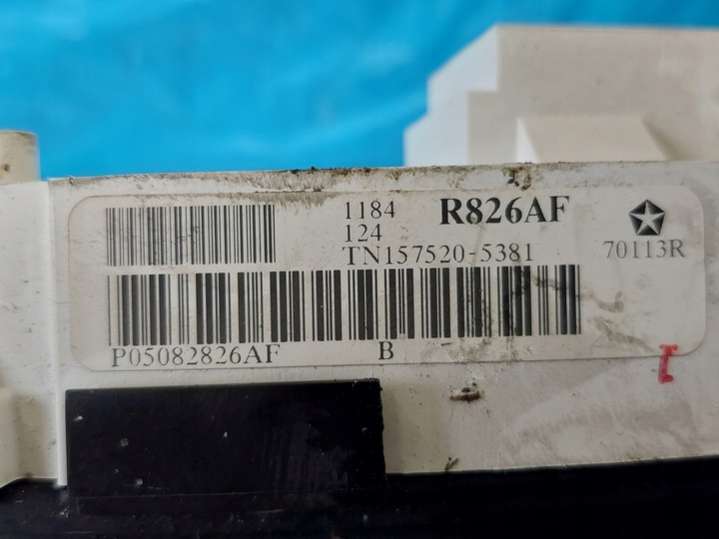 1184 R826AF
124
TN157520-5381 70113R
P05082826AF B
I